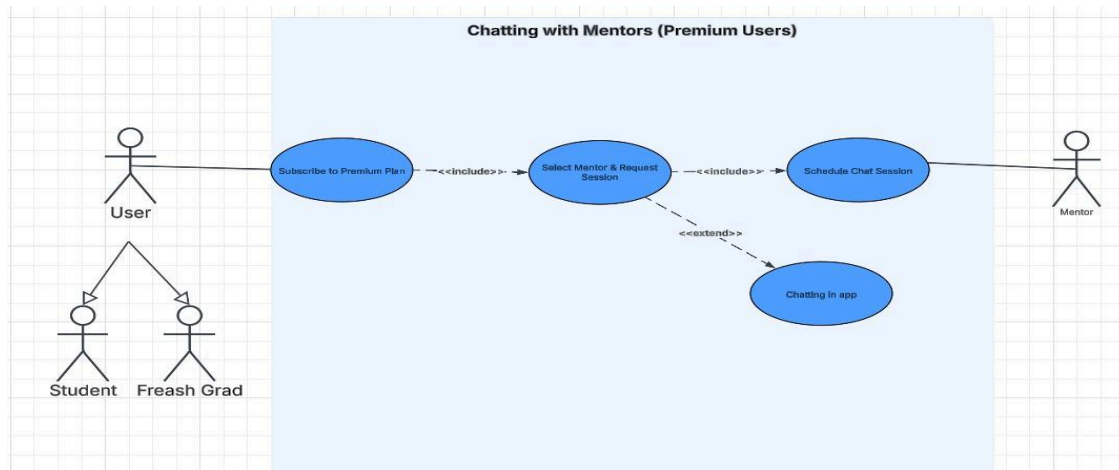 Chatting with Mentors (Premium Users)
Subscribe to Premium Plan
<<include>>
Select Mentor & Request
Session
<<include>>
Schedule Chat Session
User
Mentor
<<extend>>
Chatting in app
Student
Freash Grad